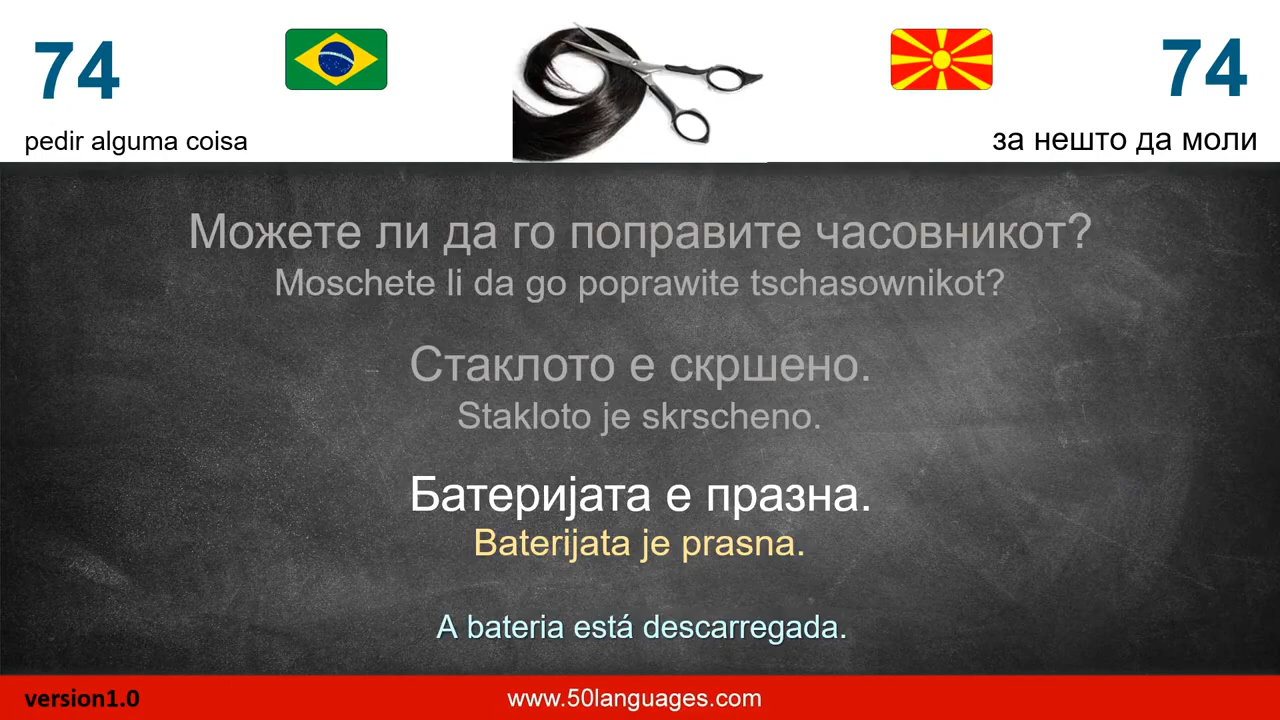 74
74
pedir alguma coisa
за нешто да моли
Можете ли да го поправите часовникот?
Moschete li da go poprawite tschasownikot?
Стаклото е скршено.
Stakloto je skrscheno.
Батеријата е празна.
Baterijata je prasna.
A bateria está descarregada.
version1.0
www.50languages.com